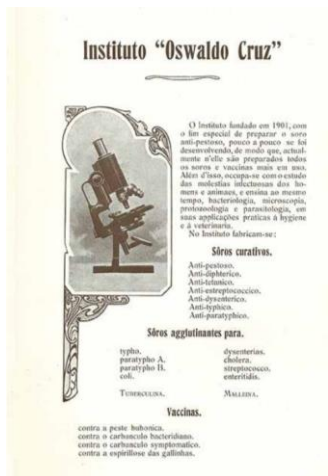 Instituto "Oswaldo Cruz"
O Instituto fundado em 1901, com
o fim especial de preparar o soro
anti-pestoso, pouco a pouco se foi
desenvolvendo, de modo que, actual-
mente n'elle são preparados todos
os soros e vaccinas mais em uso.
Além d'isso, occupa-se com o estudo
das molestias infectuosas dos ho-
mens e animaes, e ensina ao mesmo
tempo, bacteriologia, microscopia,
protozoologia e parasitologia, em
suas applicações praticas á hygiene
e á veterinaria.
No Instituto fabricam-se:
Sôros curativos.
Anti-pestoso.
Anti-diphterico.
Anti-tetanico.
Anti-estreptococcico.
Anti-dysenterico.
Anti-typhico.
Anti-paratyphico.
Sôros agglutinantes para.
typho.
paratypho A.
paratypho B.
coli.
dysenterias.
cholera.
streptococco.
enteritidis.
TUBERCULINA.
MALLEINA.
Vaccinas.
contra a peste bubonica.
contra o carbunculo bacteridiano.
contra o carbunculo symptomatico.
contra a espirillose das gallinhas.